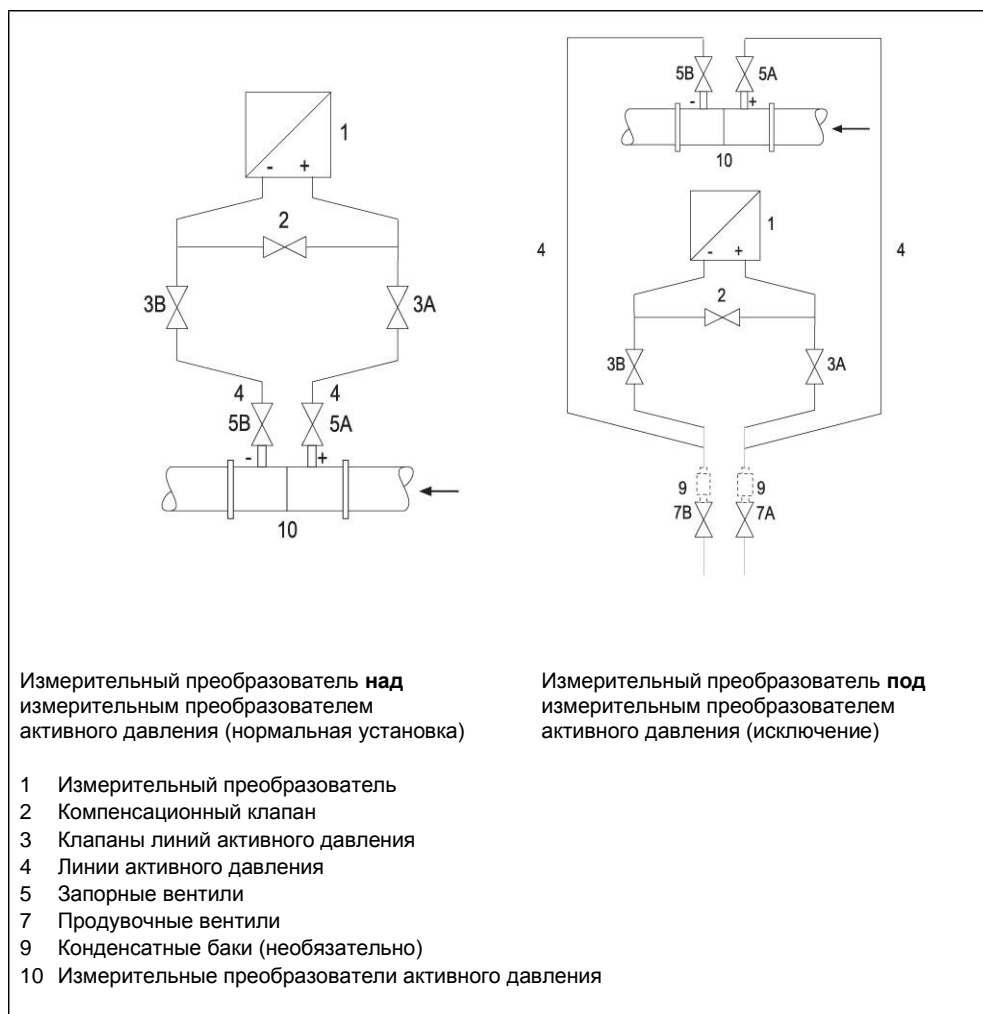 1
- +
2
3B
3A
4 4
5B 5A
- +
10
5B 5A
- +
10
1
- +
4 4
2
3B 3A
9 9
7B 7A
Измерительный преобразователь над
измерительным преобразователем
активного давления (нормальная установка)
Измерительный преобразователь под
измерительным преобразователем
активного давления (исключение)
1 Измерительный преобразователь
2 Компенсационный клапан
3 Клапаны линий активного давления
4 Линии активного давления
5 Запорные вентили
7 Продувочные вентили
9 Конденсатные баки (необязательно)
10 Измерительные преобразователи активного давления